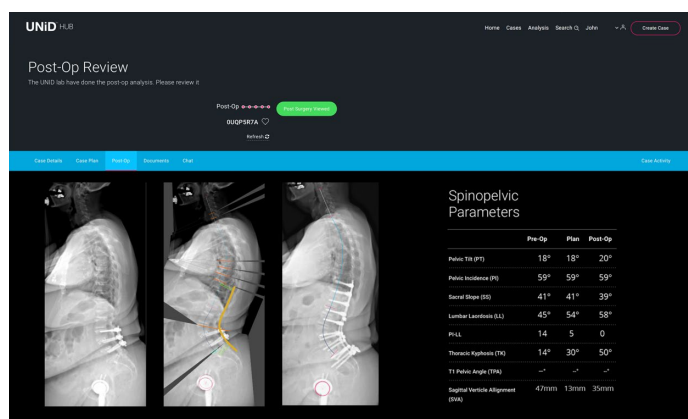 UNiD HUB
Home Cases Analysis Search John Create Case
Post-Op Review
The UNiD lab have done the post-op analysis. Please review it
Post-Op Post Surgery Viewed
0UQP5R7A
Refresh
Case Details Case Plan Post-Op Documents Chat Case Activity
Spinopelvic
Parameters
Pre-Op Plan Post-Op
Pelvic Tilt (PT) 18° 18° 20°
Pelvic Incidence (PI) 59° 59° 59°
Sacral Slope (SS) 41° 41° 39°
Lumbar Laordosis (LL) 45° 54° 58°
PI-LL 14 5 0
Thoracic Kyphosis (TK) 14° 30° 50°
T1 Pelvic Angle (TPA) -° -° -°
Sagittal Verticle Allignment 47mm 13mm 35mm
(SVA)